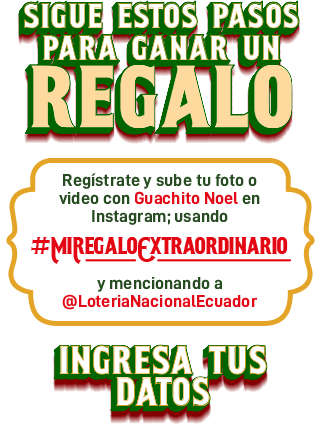 SIGUE ESTOS PASOS
PARA GANAR UN
REGALO
Regístrate y sube tu foto o
video con Guachito Noel en
Instagram; usando
#MIREGALOEXTRAORDINARIO
y mencionando a
@LoteriaNacionalEcuador
INGRESA TUS
DATOS